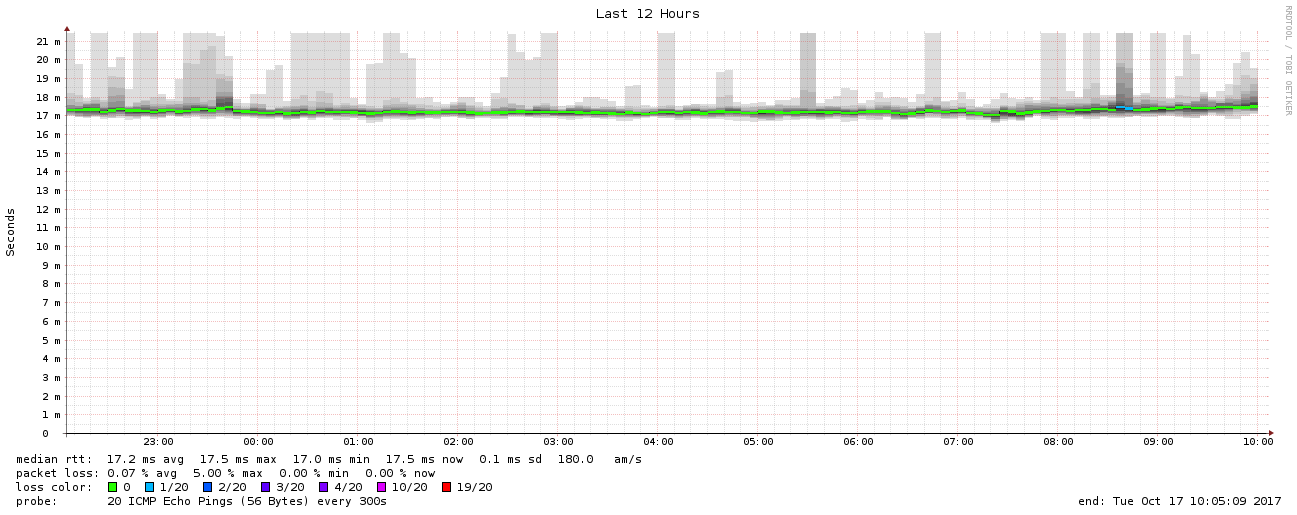 Last 12 Hours
RRDTOOL / TOBI OETIKER
Seconds
21 m
20 m
19 m
18 m
17 m
16 m
15 m
14 m
13 m
12 m
11 m
10 m
9 m
8 m
7 m
6 m
5 m
4 m
3 m
2 m
1 m
0
23:00 00:00 01:00 02:00 03:00 04:00 05:00 06:00 07:00 08:00 09:00 10:00
median rtt: 17.2 ms avg 17.5 ms max 17.0 ms min 17.5 ms now 0.1 ms sd 180.0 am/s
packet loss: 0.07 % avg 5.00 % max 0.00 % min 0.00 % now
loss color: 0 1/20 2/20 3/20 4/20 10/20 19/20
probe: 20 ICMP Echo Pings (56 Bytes) every 300s end: Tue Oct 17 10:05:09 2017